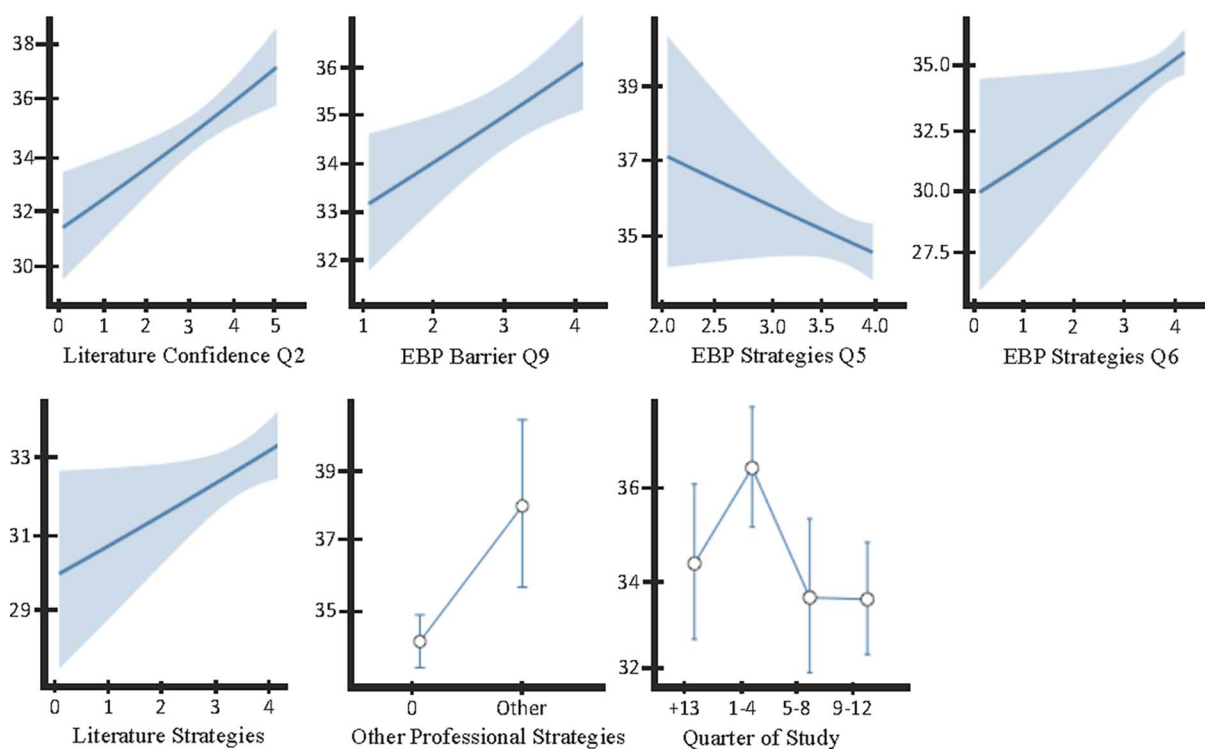 38
36
34
32
30
0 1 2 3 4 5
Literature Confidence Q2
36
35
34
33
32
1 2 3 4
EBP Barrier Q9
39
37
35
2.0 2.5 3.0 3.5 4.0
EBP Strategies Q5
35.0
32.5
30.0
27.5
0 1 2 3 4
EBP Strategies Q6
33
31
29
0 1 2 3 4
Literature Strategies
39
37
35
0 Other
Other Professional Strategies
36
34
32
+13 1-4 5-8 9-12
Quarter of Study